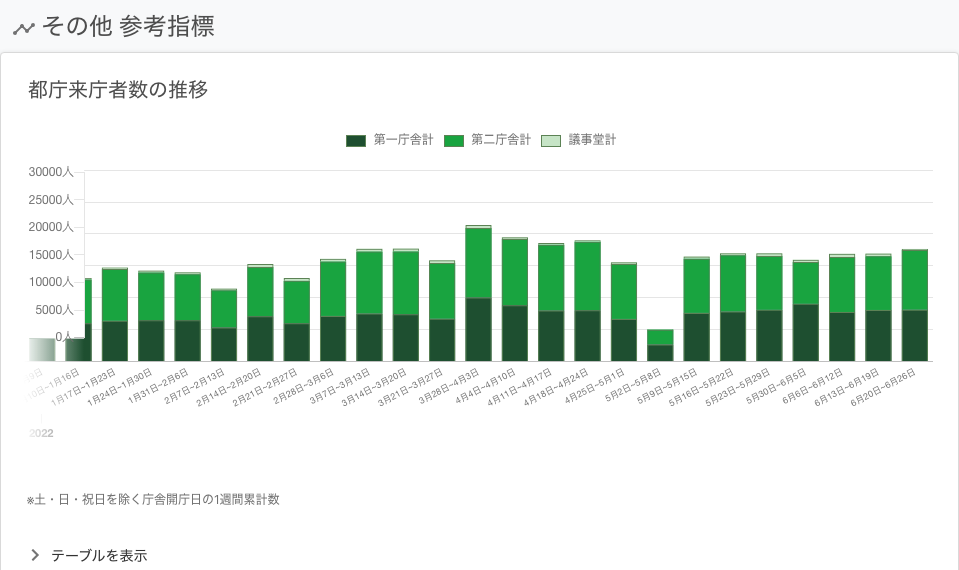 その他 参考指標
都庁来庁者数の推移
第一庁舎計 第二庁舎計 議事堂計
30000人
25000人
20000人
15000人
10000人
5000人
0人
1月17日~1月23日
1月24日~1月30日
1月31日~2月6日
2月7日~2月13日
2月14日~2月20日
2月21日~2月27日
2月28日~3月6日
3月7日~3月13日
3月14日~3月20日
3月21日~3月27日
3月28日~4月3日
4月4日~4月10日
4月11日~4月17日
4月18日~4月24日
4月25日~5月1日
5月2日~5月8日
5月9日~5月15日
5月16日~5月22日
5月23日~5月29日
5月30日~6月5日
6月6日~6月12日
6月13日~6月19日
6月20日~6月26日
2022
※土・日・祝日を除く庁舎開庁日の1週間累計数
テーブルを表示